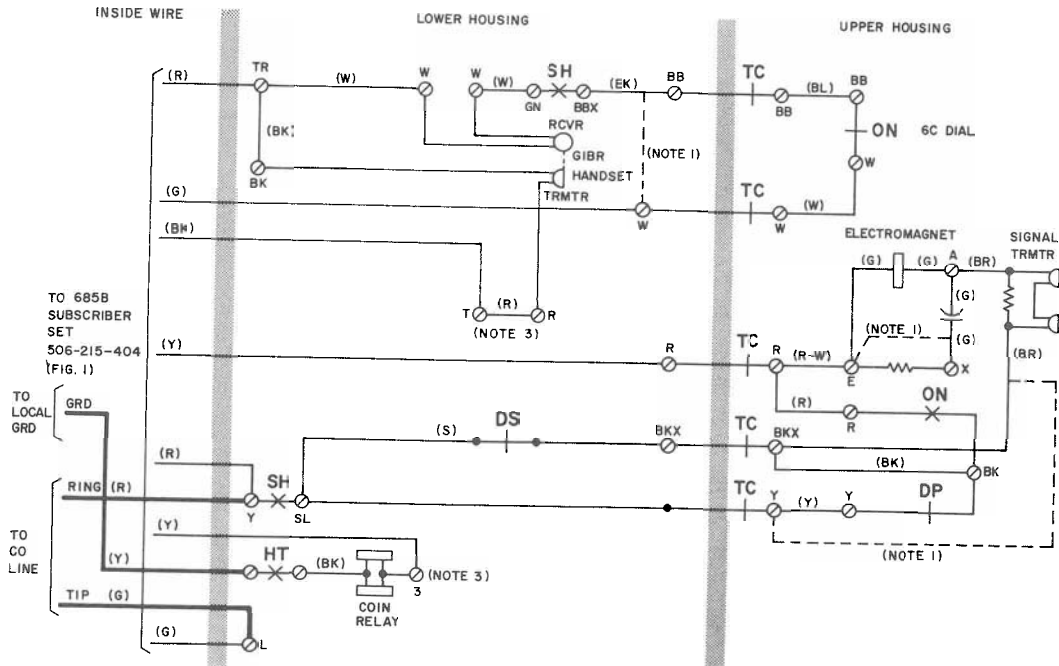 INSIDE WIRE
LOWER HOUSING
UPPER HOUSING
(R)
TR
(W)
W
W
(W)
SH
(EK)
BB
TC
(BL)
BB
GN
BBX
BB
RCVR
ON
6C DIAL
(BK)
GIBR
(NOTE 1)
W
BK
HANDSET
TRMTR
(G)
TC
W
W
(W)
(BK)
ELECTROMAGNET
SIGNAL
TRMTR
(G)
(G)
A
(BR)
(G)
TO 685B
SUBSCRIBER
SET
506-215-404
(FIG. 1)
T
(R)
R
(NOTE 3)
(NOTE 1)
(G)
(Y)
R
TC
R
(R-W)
E
X
(BR)
TO
LOCAL
GRD
GRD
(R)
R
ON
(S)
DS
BKX
TC
BKX
(BK)
BK
(R)
RING (R)
SH
Y
SL
TC
Y
(Y)
Y
DP
(NOTE 1)
TO
CO
LINE
(Y)
(Y)
HT
(BK)
3
(NOTE 3)
COIN
RELAY
TIP (G)
(G)
L